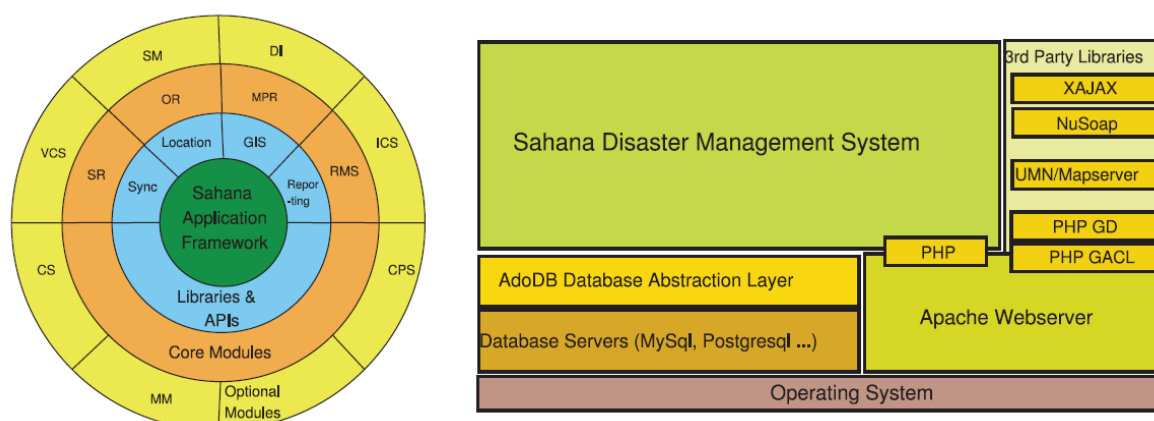 SM
DI
OR
MPR
VCS
Location
GIS
ICS
SR
RMS
Sync
Repor
-ting
Sahana
Application
Framework
CS
CPS
Libraries &
APIs
Core Modules
MM
Optional
Modules
3rd Party Libraries
XAJAX
NuSoap
Sahana Disaster Management System
UMN/Mapserver
PHP GD
PHP
PHP GACL
AdoDB Database Abstraction Layer
Apache Webserver
Database Servers (MySql, Postgresql ...)
Operating System